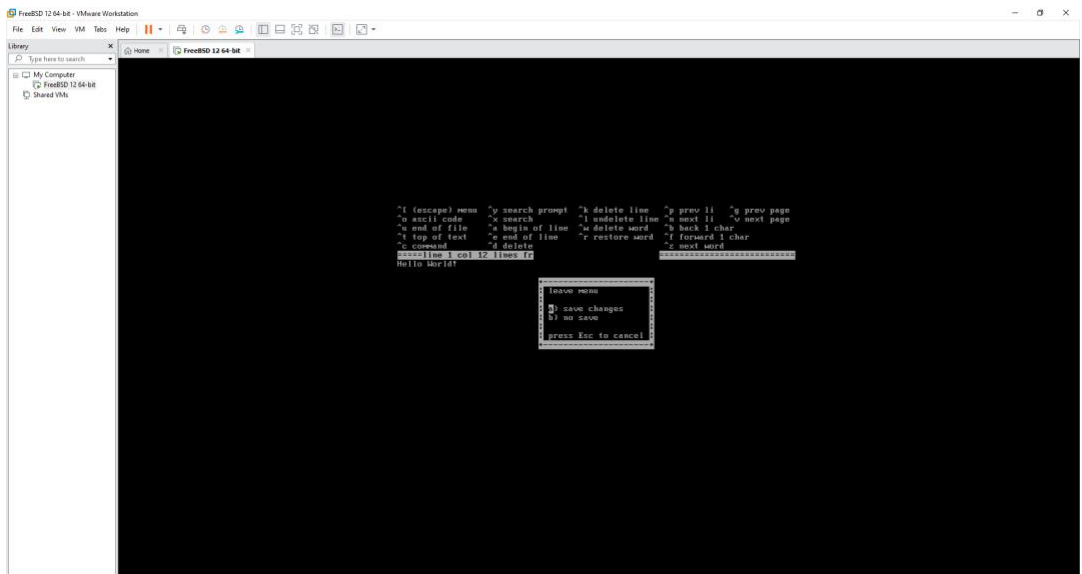 FreeBSD 12 64-bit - VMware Workstation
File Edit View VM Tabs Help
Library
Home
FreeBSD 12 64-bit
Type here to search
My Computer
FreeBSD 12 64-bit
Shared VMs
^[ (escape) menu ^y search prompt ^k delete line ^p prev li ^g prev page
^o ascii code ^x search ^l undelete line ^n next li ^v next page
^u end of file ^a begin of line ^w delete word ^b back 1 char
^t top of text ^e end of line ^r restore word ^f forward 1 char
^c command ^d delete ^z next word
=====line 1 col 12 lines fr ==========================
Hello World!
leave menu
a) save changes
b) no save
press Esc to cancel